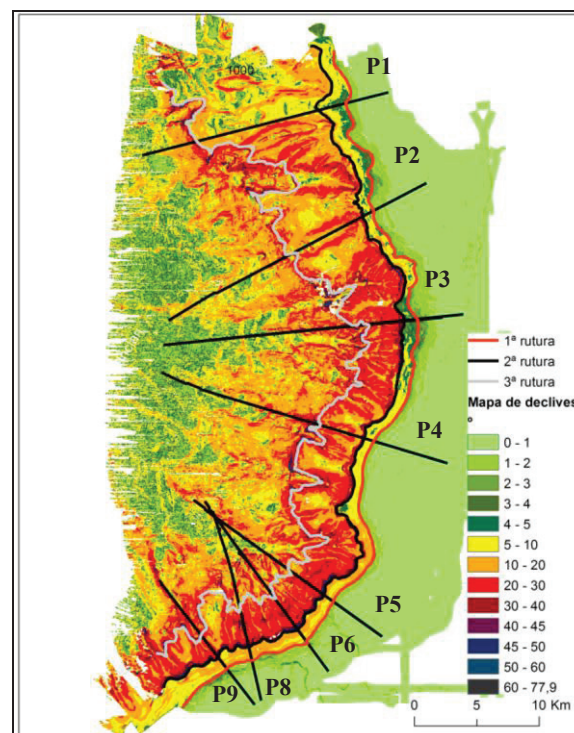 P1
P2
P3
1ª rutura
2ª rutura
3ª rutura
Mapa de declives
º
P4
0 - 1
1 - 2
2 - 3
3 - 4
4 - 5
5 - 10
10 - 20
20 - 30
30 - 40
40 - 45
45 - 50
50 - 60
60 - 77,9
P5
P6
P8
P9
0 5 10 Km